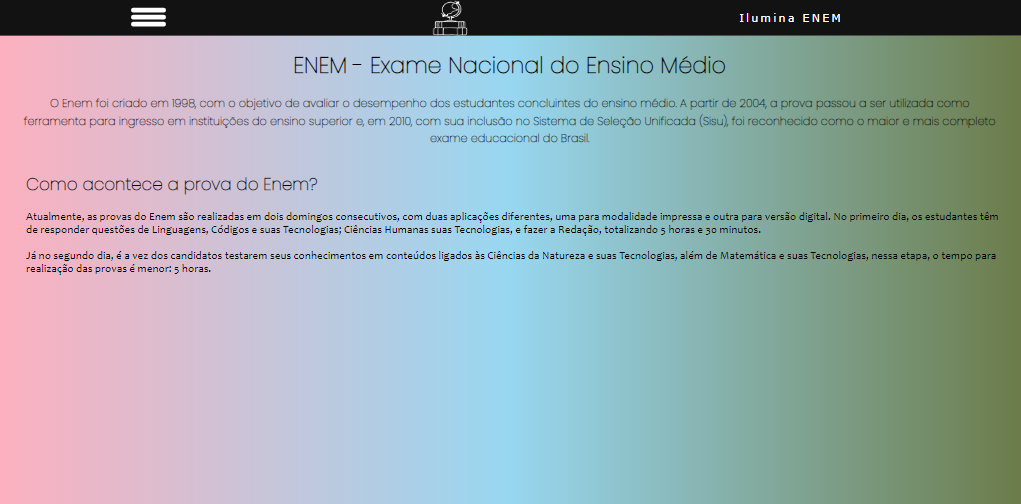 Ilumina ENEM
ENEM - Exame Nacional do Ensino Médio
O Enem foi criado em 1998, com o objetivo de avaliar o desempenho dos estudantes concluintes do ensino médio. A partir de 2004, a prova passou a ser utilizada como
ferramenta para ingresso em instituições do ensino superior e, em 2010, com sua inclusão no Sistema de Seleção Unificada (Sisu), foi reconhecido como o maior e mais completo
exame educacional do Brasil.
Como acontece a prova do Enem?
Atualmente, as provas do Enem são realizadas em dois domingos consecutivos, com duas aplicações diferentes, uma para modalidade impressa e outra para versão digital. No primeiro dia, os estudantes têm
de responder questões de Linguagens, Códigos e suas Tecnologias; Ciências Humanas suas Tecnologias, e fazer a Redação, totalizando 5 horas e 30 minutos.
Já no segundo dia, é a vez dos candidatos testarem seus conhecimentos em conteúdos ligados às Ciências da Natureza e suas Tecnologias, além de Matemática e suas Tecnologias, nessa etapa, o tempo para
realização das provas é menor: 5 horas.